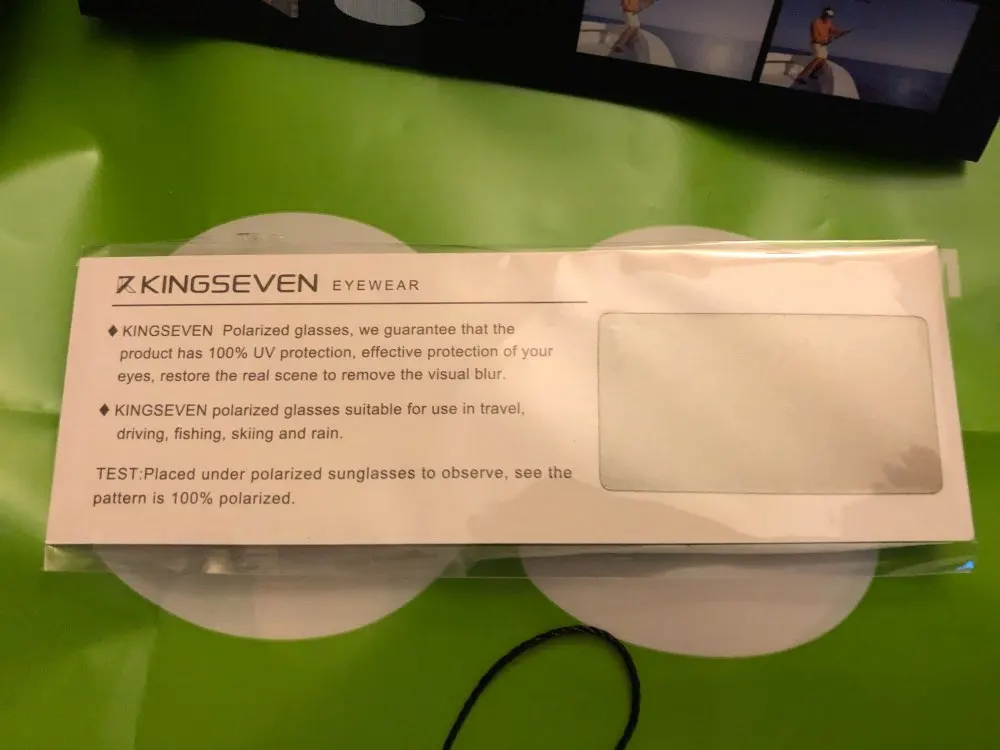 KINGSEVEN EYEWEAR
♦ KINGSEVEN Polarized glasses, we guarantee that the
product has 100% UV protection, effective protection of your
eyes, restore the real scene to remove the visual blur.
♦ KINGSEVEN polarized glasses suitable for use in travel,
driving, fishing, skiing and rain.
TEST:Placed under polarized sunglasses to observe, see the
pattern is 100% polarized.